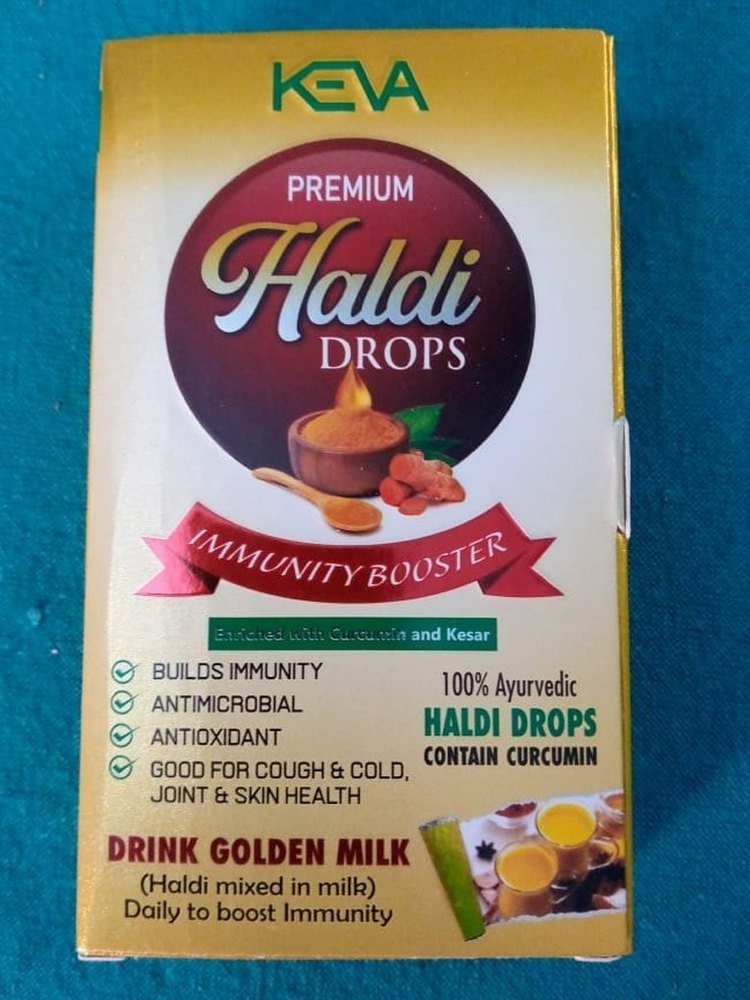 KEVA
PREMIUM
Haldi
DROPS
IMMUNITY BOOSTER
Enriched with Curcumin and Kesar
BUILDS IMMUNITY
ANTIMICROBIAL
ANTIOXIDANT
GOOD FOR COUGH & COLD,
JOINT & SKIN HEALTH
100% Ayurvedic
HALDI DROPS
CONTAIN CURCUMIN
DRINK GOLDEN MILK
(Haldi mixed in milk)
Daily to boost Immunity